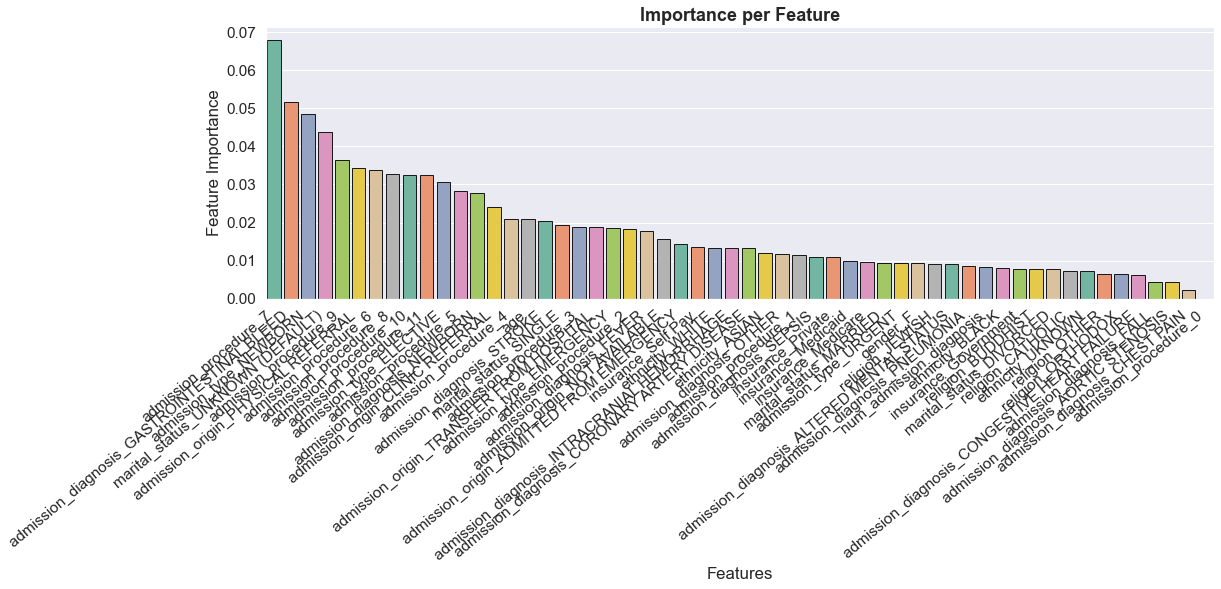 Importance per Feature
0.07
0.06
0.05
0.04
0.03
0.02
0.01
0.00
Feature Importance
admission_procedure_7
admission_diagnosis_GASTROINTESTINAL BLEED
admission_type_NEWBORN
marital_status_UNKNOWN (DEFAULT)
admission_procedure_9
admission_origin_PHYSICAL REFERRAL
admission_procedure_6
admission_procedure_8
admission_procedure_10
admission_procedure_11
admission_type_ELECTIVE
admission_procedure_5
admission_diagnosis_NEWBORN
admission_origin_CLINIC REFERRAL
admission_procedure_4
age
admission_diagnosis_STROKE
marital_status_SINGLE
admission_procedure_3
admission_origin_TRANSFER FROM HOSPITAL
admission_type_EMERGENCY
admission_procedure_2
admission_diagnosis_FEVER
admission_origin_NOT AVAILABLE
admission_origin_ADMITTED FROM EMERGENCY
insurance_Self Pay
ethnicity_WHITE
admission_diagnosis_INTRACRANIAL HEMORRHAGE
admission_diagnosis_CORONARY ARTERY DISEASE
ethnicity_ASIAN
admission_diagnosis_OTHER
admission_procedure_1
admission_diagnosis_SEPSIS
insurance_Private
insurance_Medicaid
insurance_Medicare
marital_status_MARRIED
admission_type_URGENT
gender_F
religion_JEWISH
admission_diagnosis_ALTERED MENTAL STATUS
admission_diagnosis_PNEUMONIA
num_admission_diagnosis
ethnicity_BLACK
insurance_Government
religion_BUDDHIST
marital_status_DIVORCED
religion_CATHOLIC
religion_OTHER
religion_ORTHODOX
admission_diagnosis_CONGESTIVE HEART FAILURE
admission_diagnosis_FALL
admission_diagnosis_AORTIC STENOSIS
admission_diagnosis_CHEST PAIN
admission_procedure_0
Features